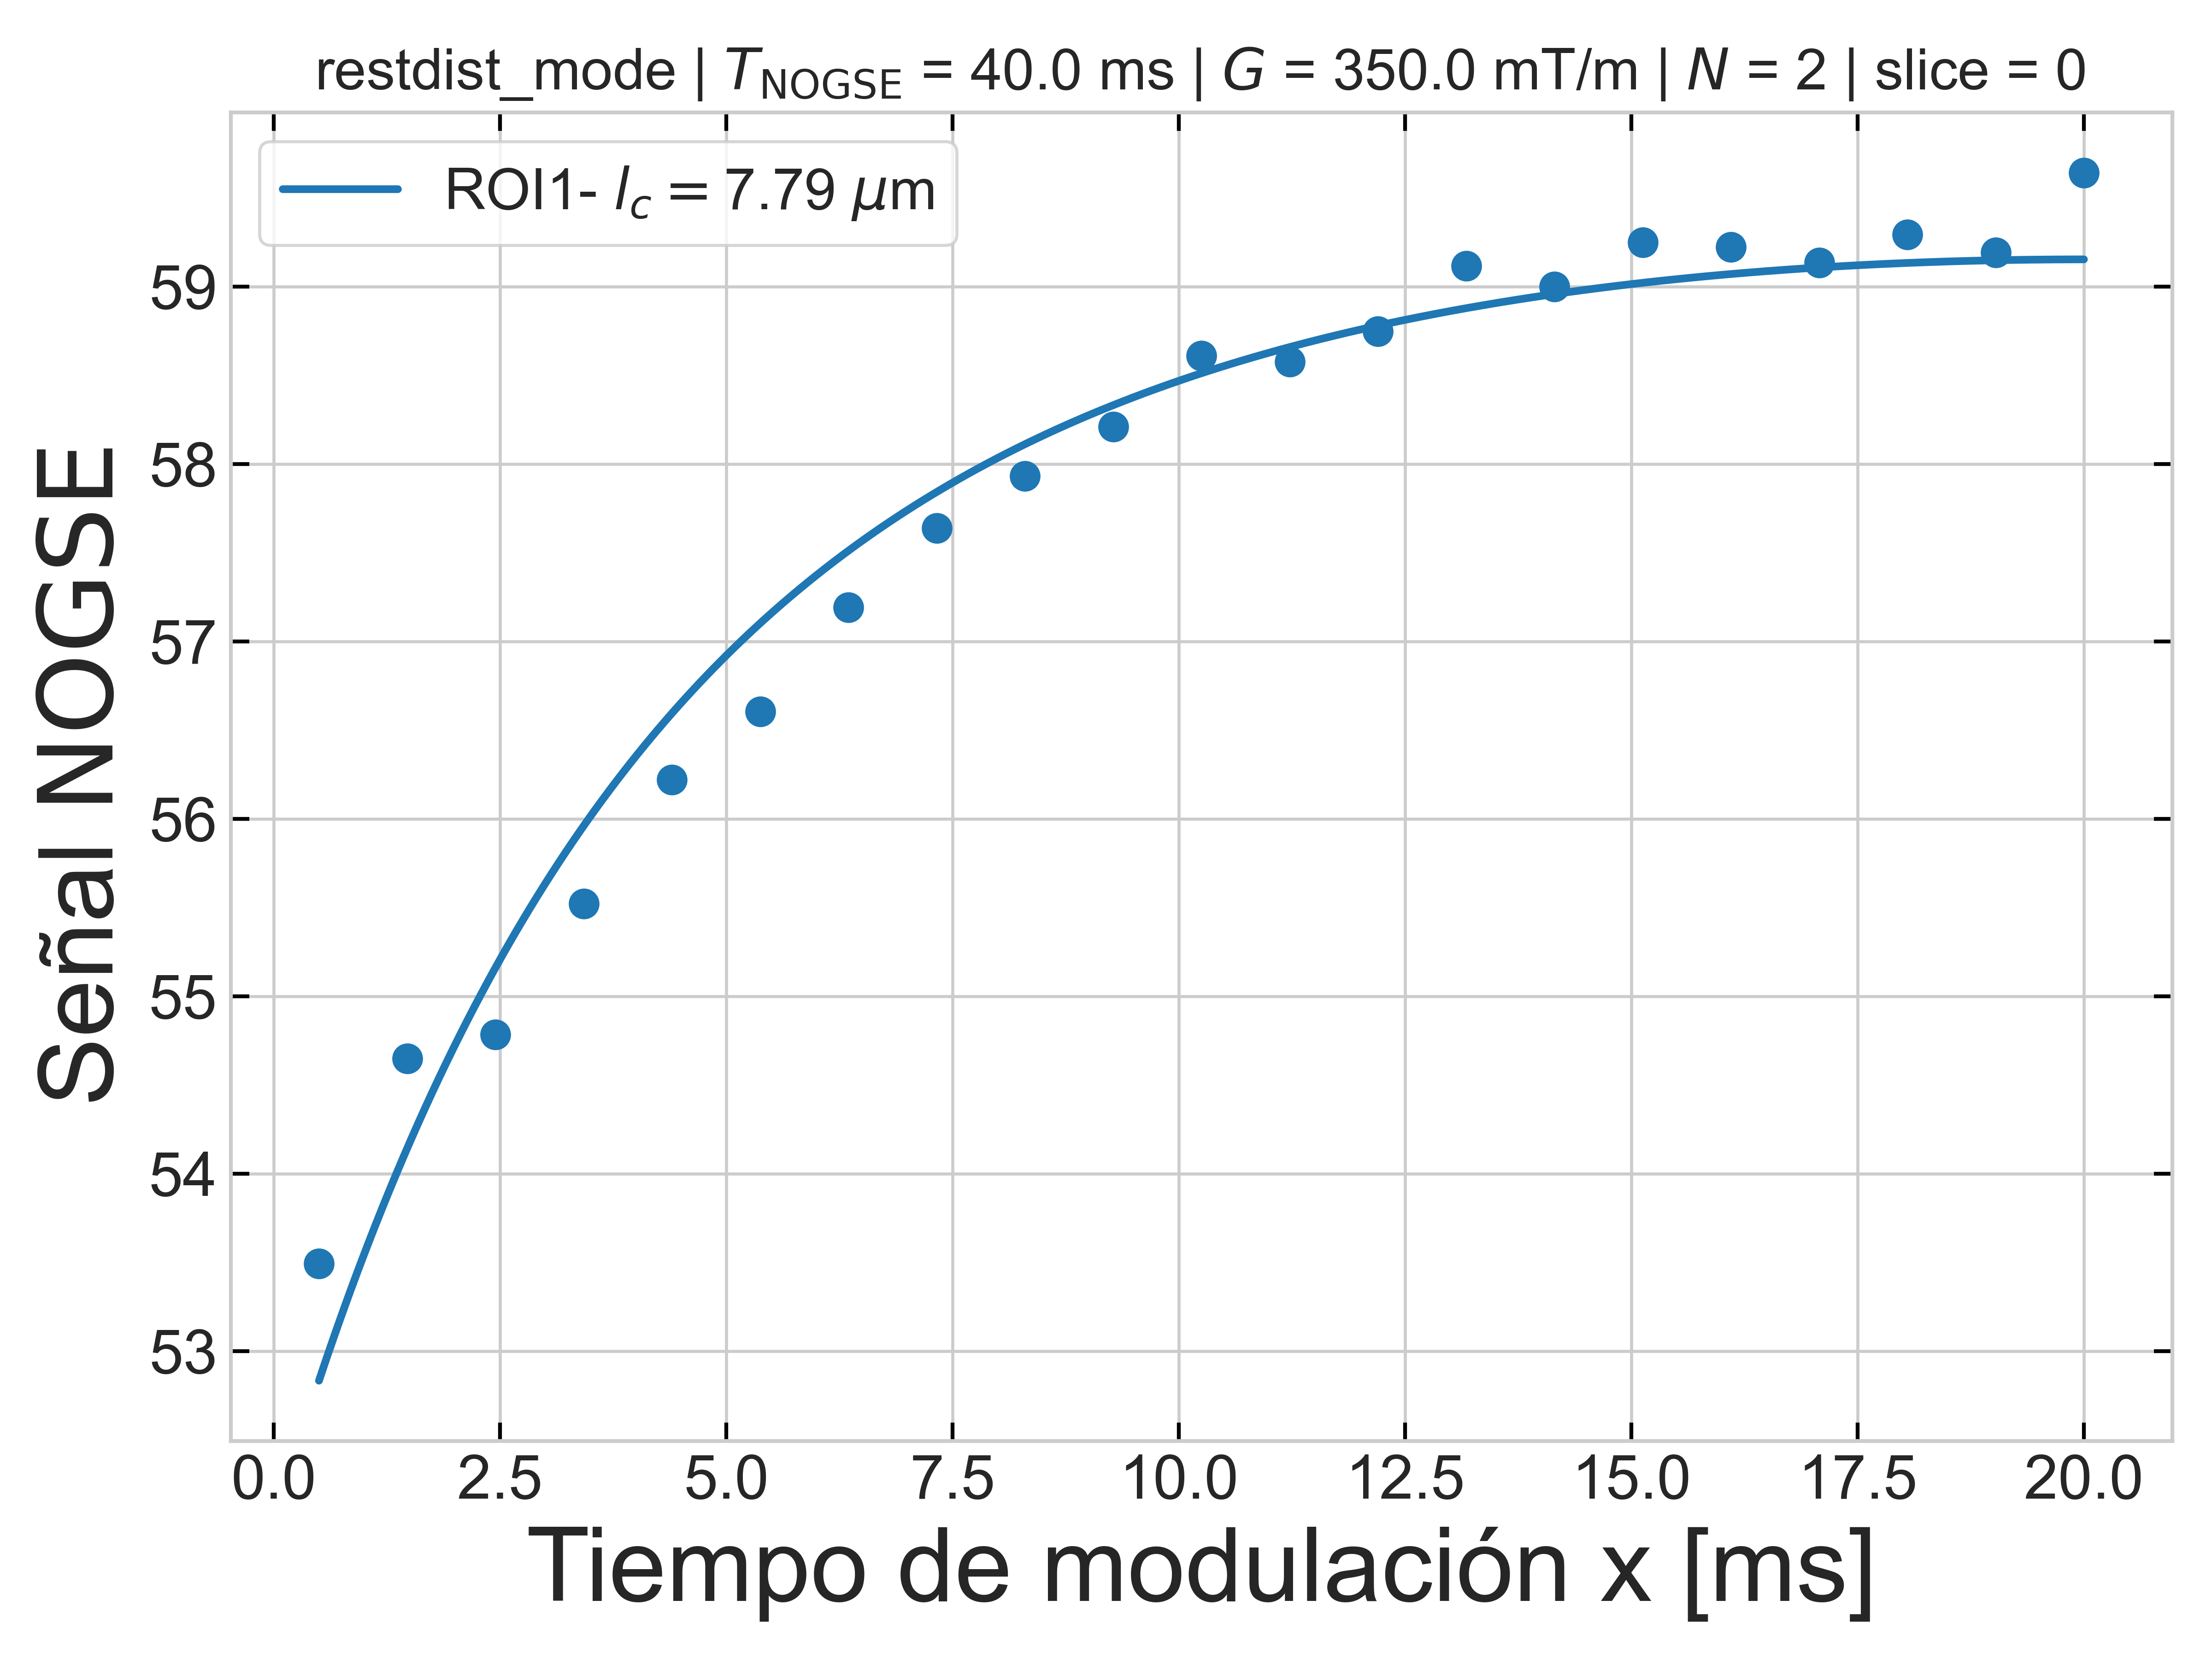 restdist_mode | T_NOGSE = 40.0 ms | G = 350.0 mT/m | N = 2 | slice = 0
ROI1- l_c = 7.79 μm
Señal NOGSE
59
58
57
56
55
54
53
0.0 2.5 5.0 7.5 10.0 12.5 15.0 17.5 20.0
Tiempo de modulación x [ms]